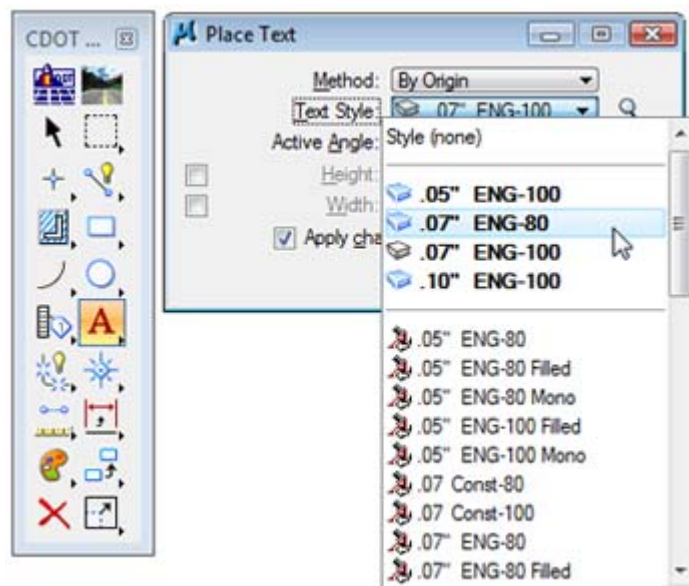 CDOT ...
Place Text
Method: By Origin
Text Style: .07" ENG-100
Active Angle:
Height:
Width:
Apply cha
Style (none)
.05" ENG-100
.07" ENG-80
.07" ENG-100
.10" ENG-100
.05" ENG-80
.05" ENG-80 Filled
.05" ENG-80 Mono
.05" ENG-100 Filled
.05" ENG-100 Mono
.07 Const-80
.07 Const-100
.07" ENG-80
.07" ENG-80 Filled
A